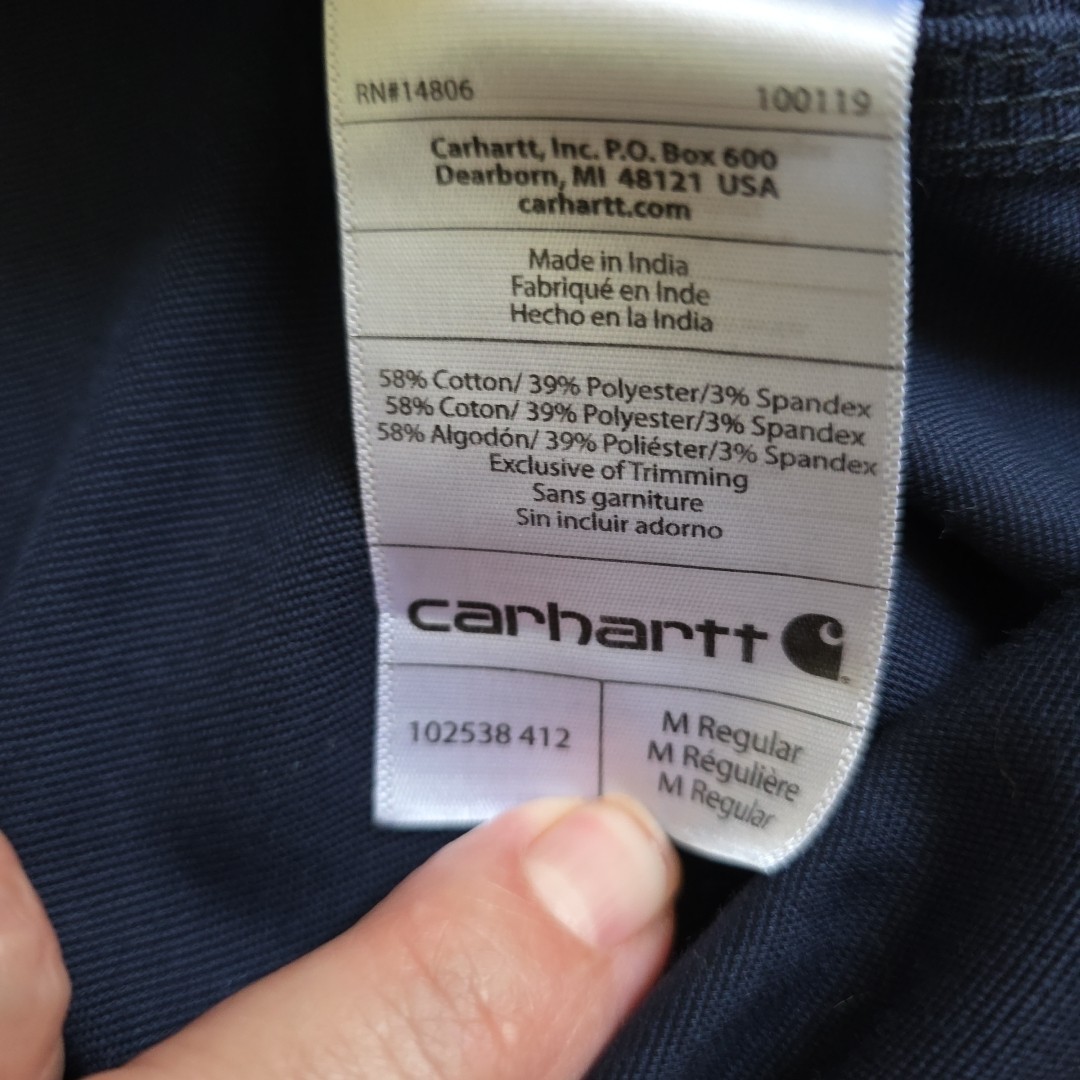 RN#14806 100119
Carhartt, Inc. P.O. Box 600
Dearborn, MI 48121 USA
carhartt.com
Made in India
Fabriqué en Inde
Hecho en la India
58% Cotton/ 39% Polyester/3% Spandex
58% Coton/ 39% Polyester/3% Spandex
58% Algodón/ 39% Poliéster/3% Spandex
Exclusive of Trimming
Sans garniture
Sin incluir adorno
carhartt
102538 412
M Regular
M Régulière
M Regular